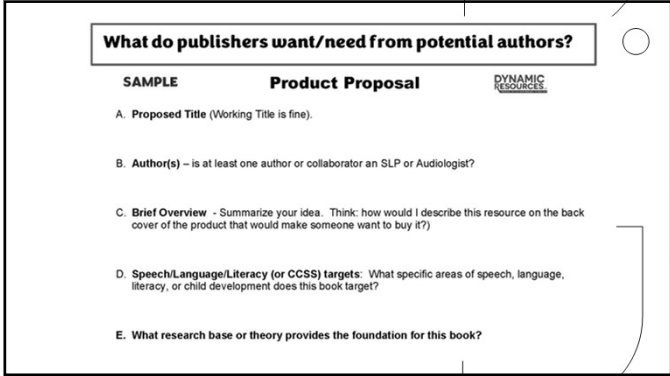 What do publishers want/need from potential authors?
SAMPLE
Product Proposal
DYNAMIC
RESOURCES
A. Proposed Title (Working Title is fine).
B. Author(s) – is at least one author or collaborator an SLP or Audiologist?
C. Brief Overview - Summarize your idea. Think: how would I describe this resource on the back
cover of the product that would make someone want to buy it?)
D. Speech/Language/Literacy (or CCSS) targets: What specific areas of speech, language,
literacy, or child development does this book target?
E. What research base or theory provides the foundation for this book?